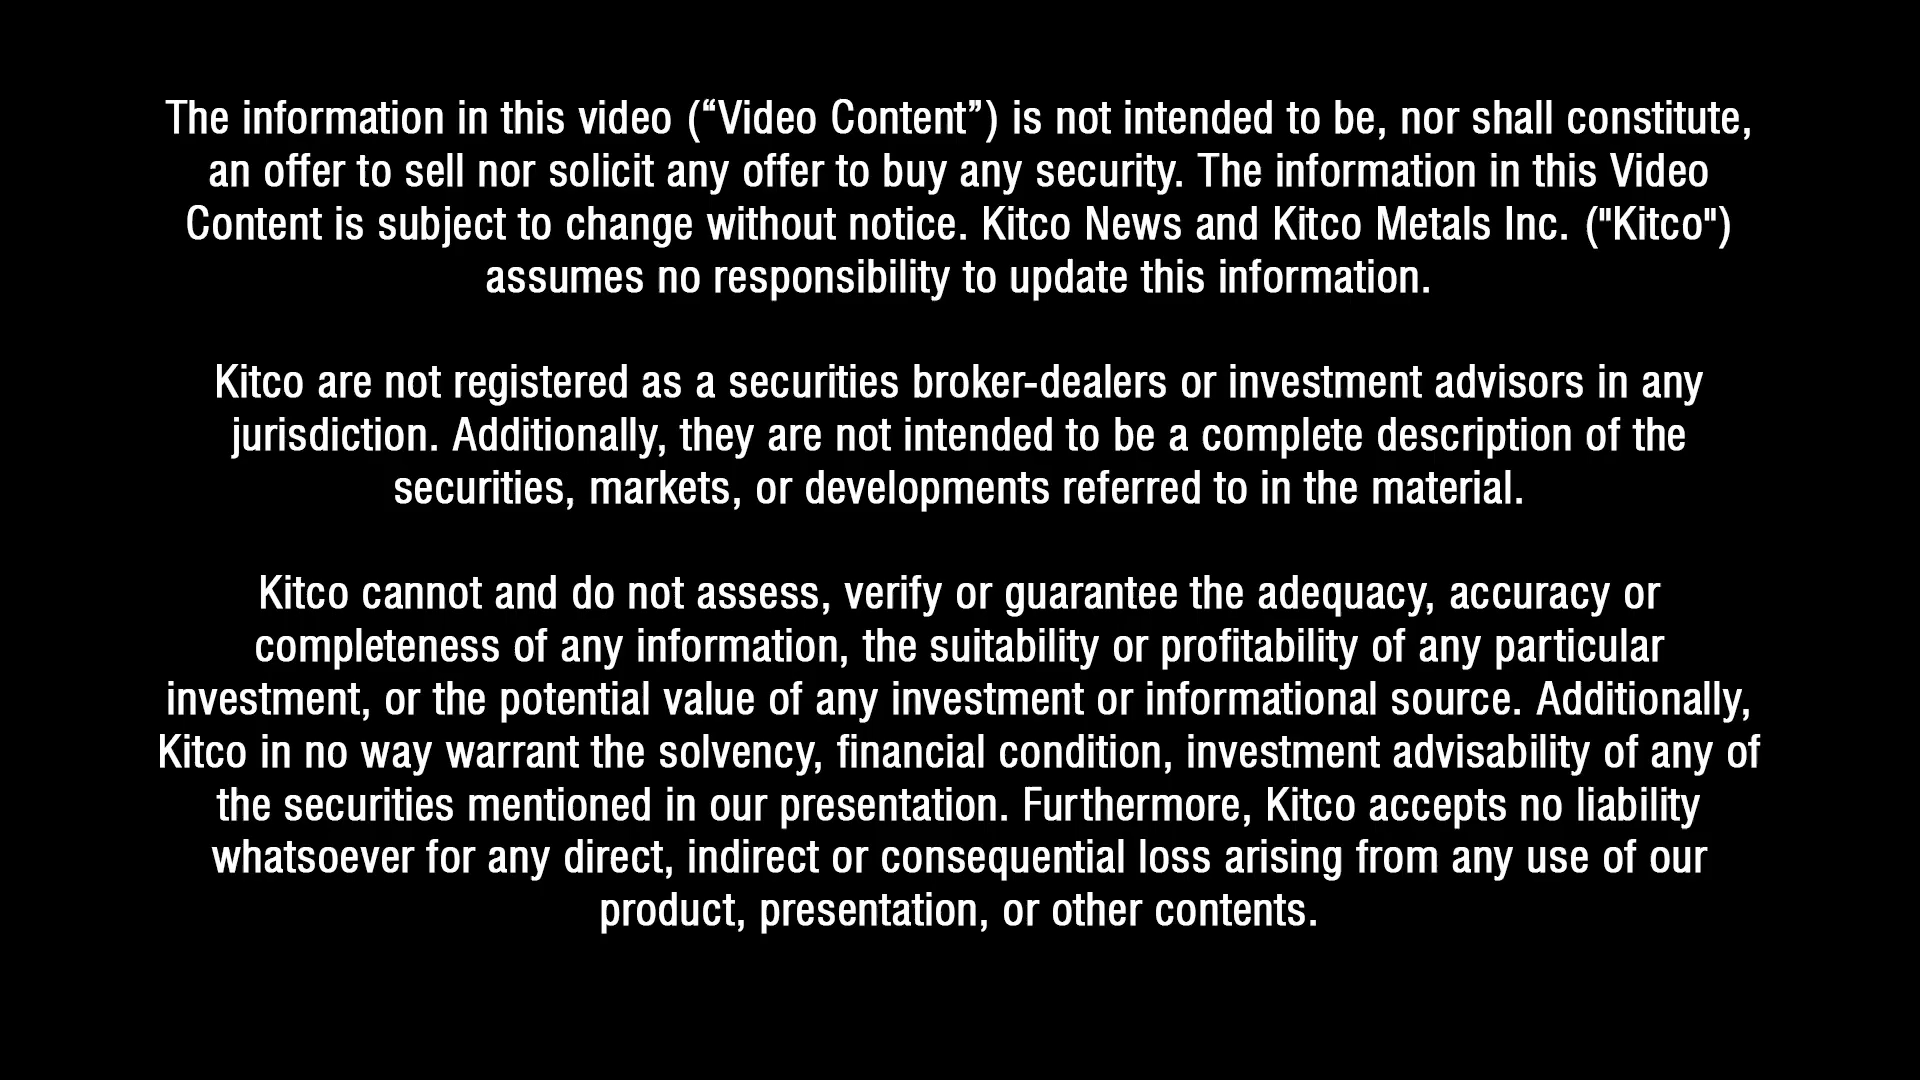 The information in this video (“Video Content”) is not intended to be, nor shall constitute,
an offer to sell nor solicit any offer to buy any security. The information in this Video
Content is subject to change without notice. Kitco News and Kitco Metals Inc. ("Kitco")
assumes no responsibility to update this information.
Kitco are not registered as a securities broker-dealers or investment advisors in any
jurisdiction. Additionally, they are not intended to be a complete description of the
securities, markets, or developments referred to in the material.
Kitco cannot and do not assess, verify or guarantee the adequacy, accuracy or
completeness of any information, the suitability or profitability of any particular
investment, or the potential value of any investment or informational source. Additionally,
Kitco in no way warrant the solvency, financial condition, investment advisability of any of
the securities mentioned in our presentation. Furthermore, Kitco accepts no liability
whatsoever for any direct, indirect or consequential loss arising from any use of our
product, presentation, or other contents.